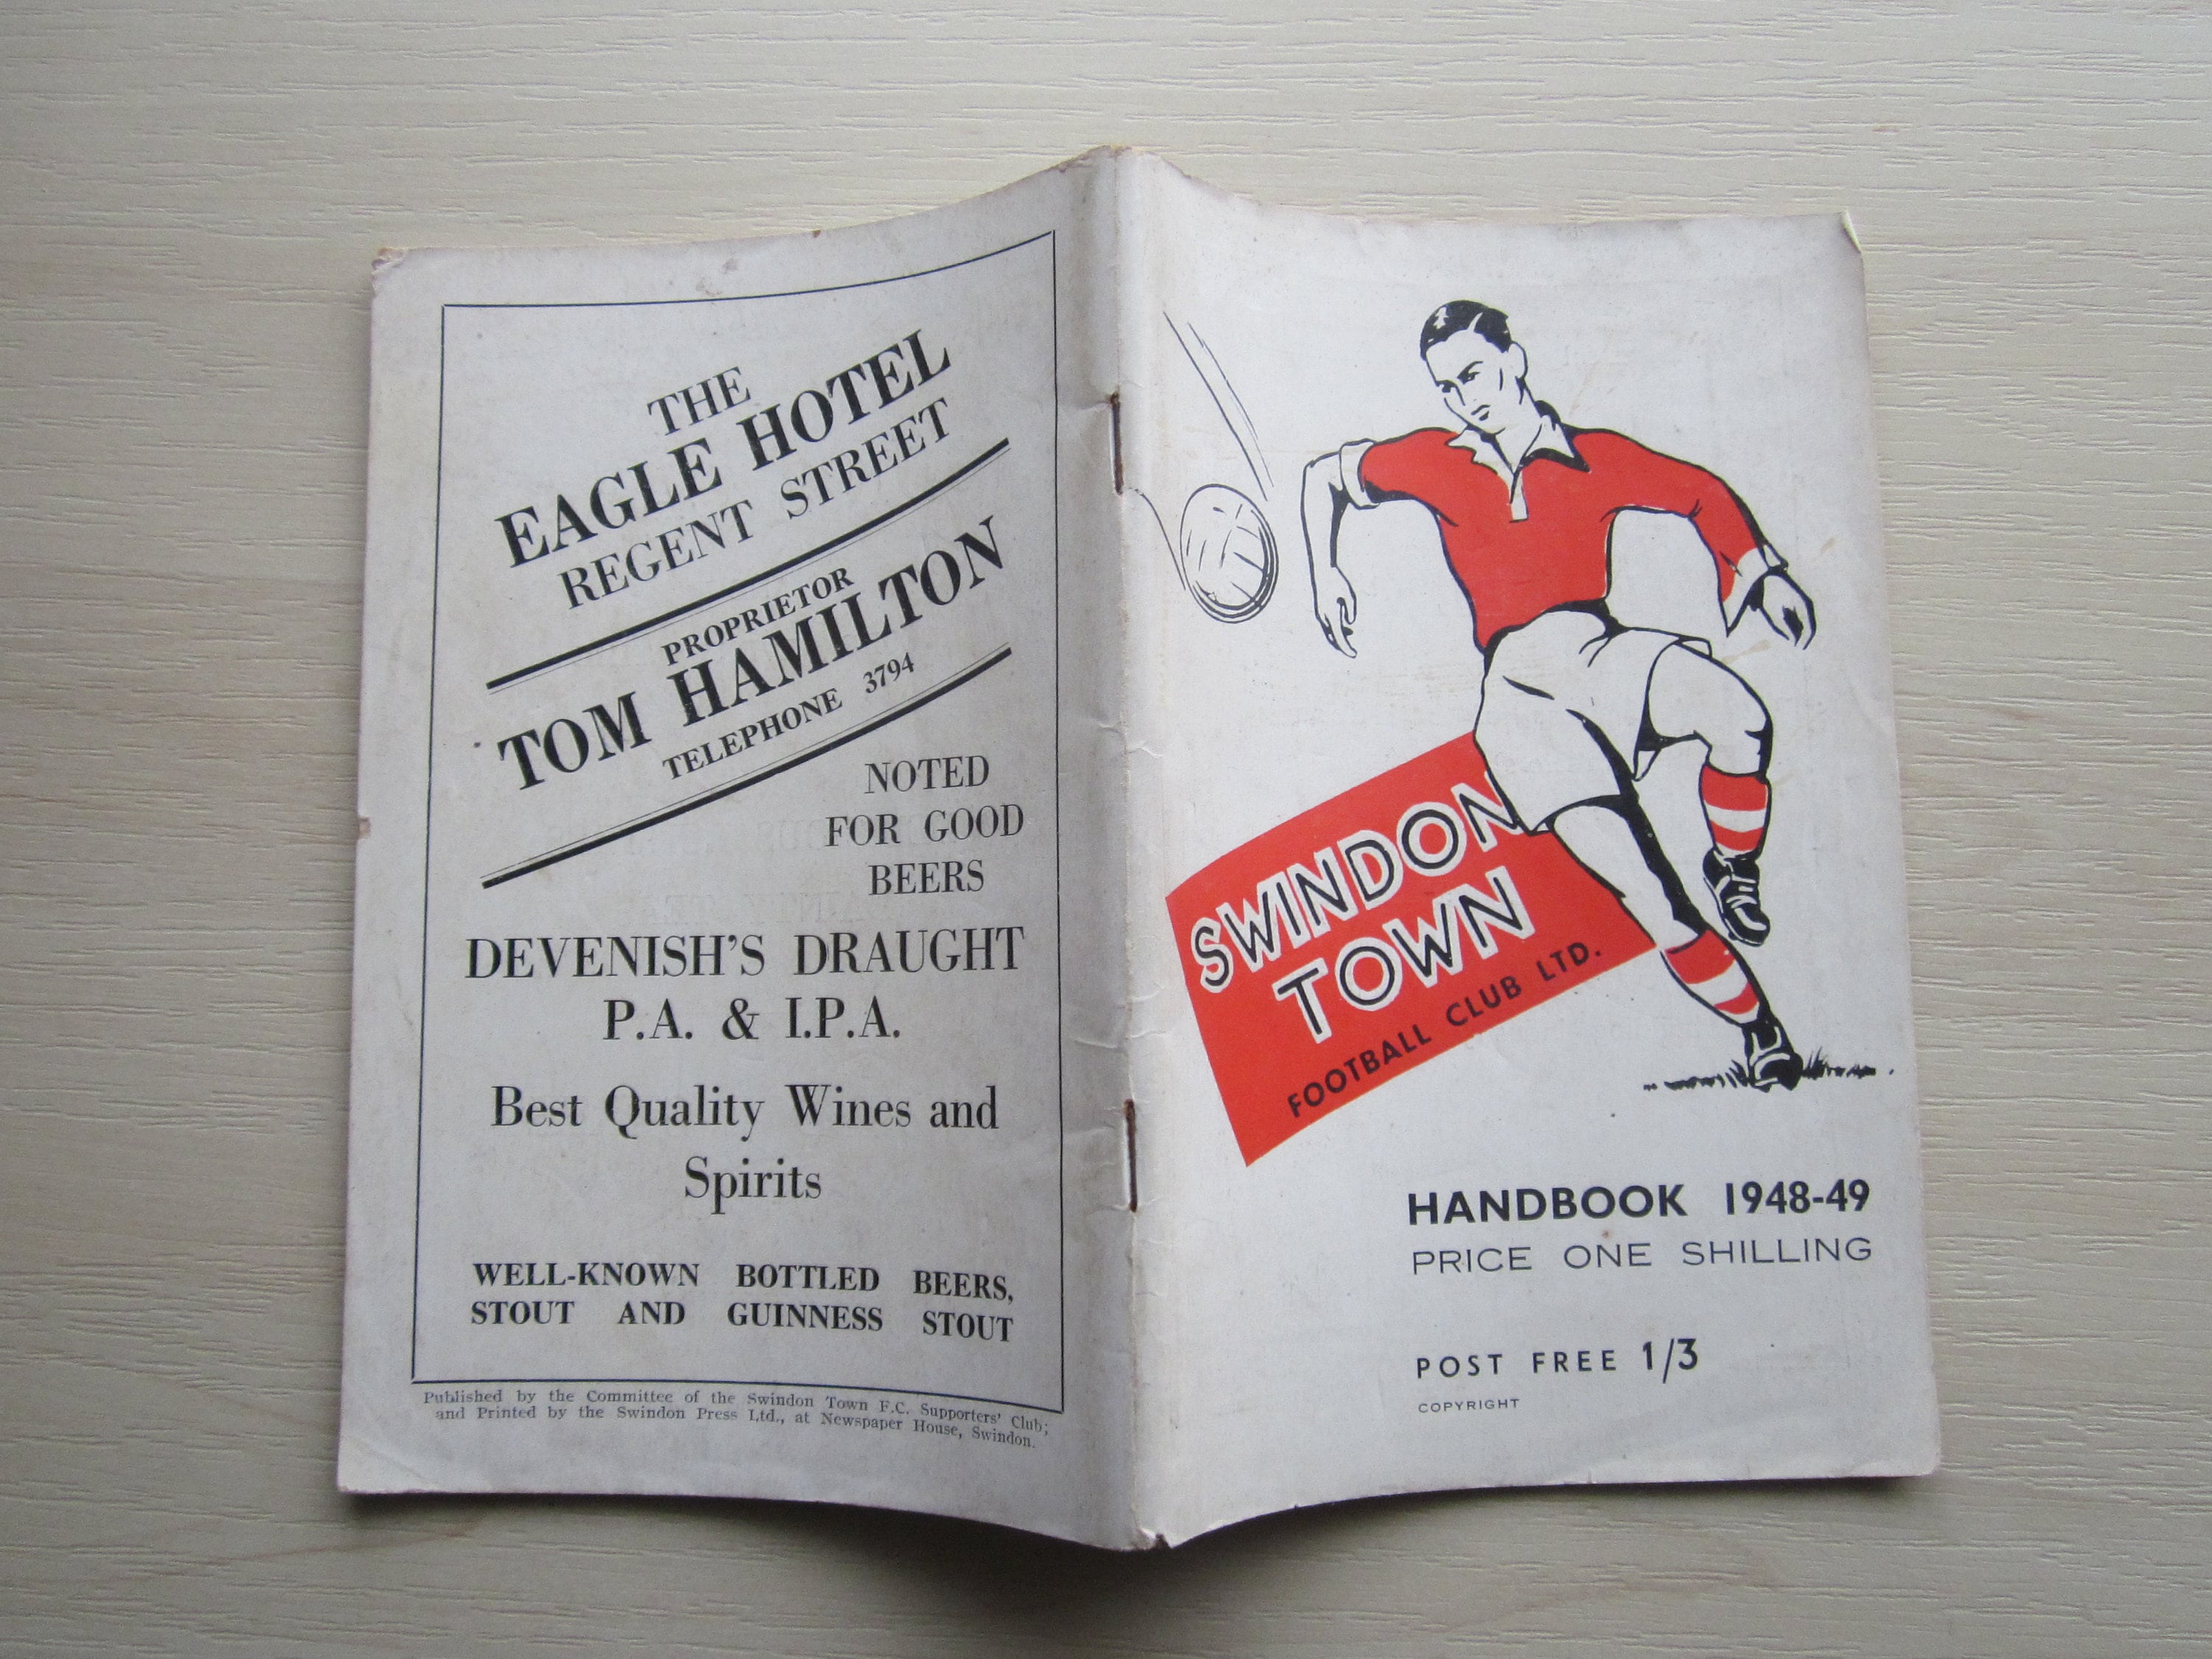 THE
EAGLE HOTEL
REGENT STREET
PROPRIETOR
TOM HAMILTON
TELEPHONE 3794
NOTED
FOR GOOD
BEERS
DEVENISH'S DRAUGHT
P.A. & I.P.A.
Best Quality Wines and
Spirits
WELL-KNOWN BOTTLED BEERS,
STOUT AND GUINNESS STOUT
Published by the Committee of the Swindon Town F.C. Supporters' Club;
and Printed by the Swindon Press Ltd., at Newspaper House, Swindon.
SWINDON
TOWN
FOOTBALL CLUB LTD.
HANDBOOK 1948-49
PRICE ONE SHILLING
POST FREE 1/3
COPYRIGHT